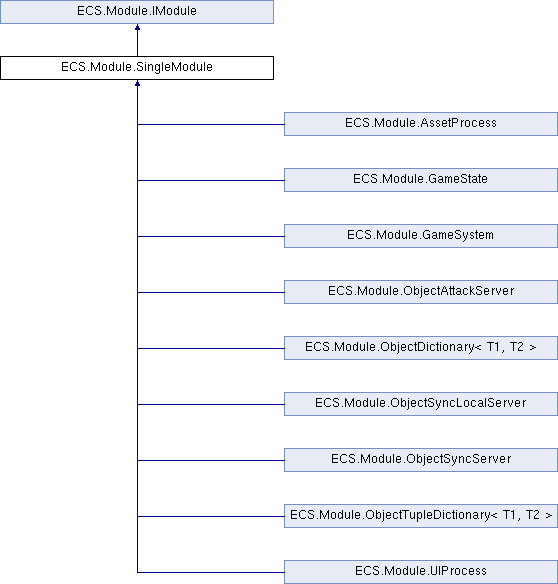 ECS.Module.IModule
ECS.Module.SingleModule
ECS.Module.AssetProcess
ECS.Module.GameState
ECS.Module.GameSystem
ECS.Module.ObjectAttackServer
ECS.Module.ObjectDictionary< T1, T2 >
ECS.Module.ObjectSyncLocalServer
ECS.Module.ObjectSyncServer
ECS.Module.ObjectTupleDictionary< T1, T2 >
ECS.Module.UIProcess